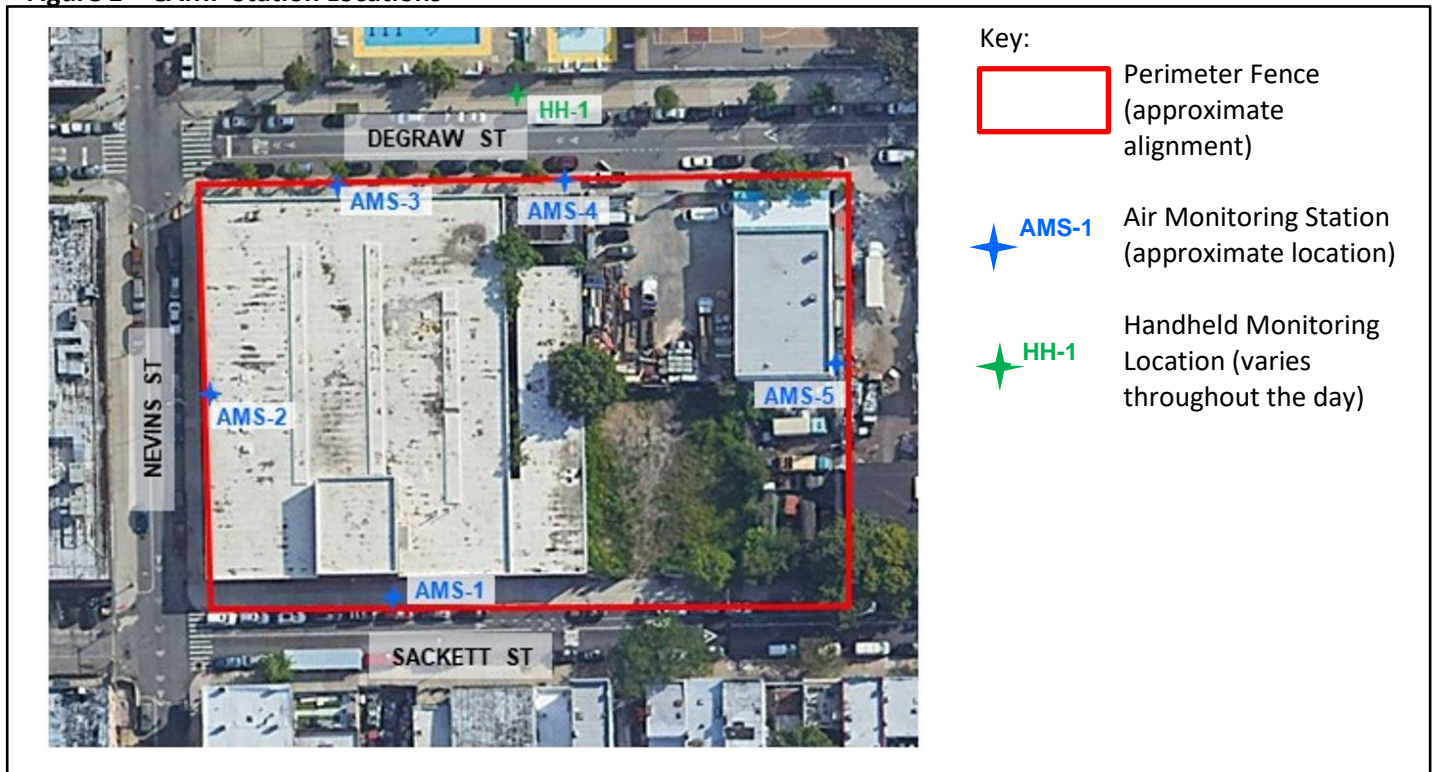 HH-1
DEGRAW ST
AMS-3
AMS-4
NEVINS ST
AMS-2
AMS-5
AMS-1
SACKETT ST
Key:
Perimeter Fence
(approximate
alignment)
AMS-1
Air Monitoring Station
(approximate location)
HH-1
Handheld Monitoring
Location (varies
throughout the day)